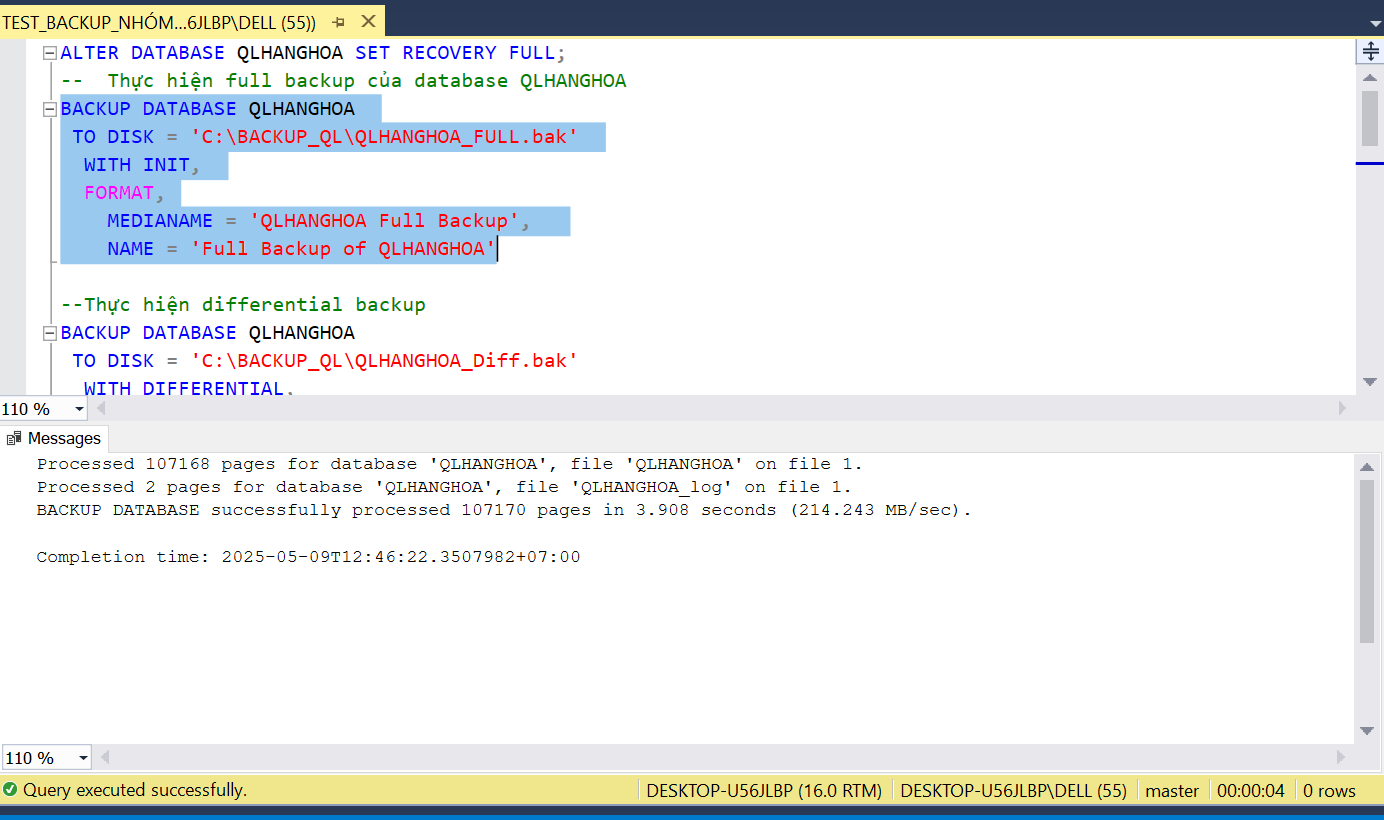 TEST_BACKUP_NHÓM...6JLBP\DELL (55))
ALTER DATABASE QLHANGHOA SET RECOVERY FULL;
--  Thực hiện full backup của database QLHANGHOA
BACKUP DATABASE QLHANGHOA
TO DISK = 'C:\BACKUP_QL\QLHANGHOA_FULL.bak'
WITH INIT,
FORMAT,
MEDIANAME = 'QLHANGHOA Full Backup',
NAME = 'Full Backup of QLHANGHOA'
--Thực hiện differential backup
BACKUP DATABASE QLHANGHOA
TO DISK = 'C:\BACKUP_QL\QLHANGHOA_Diff.bak'
WITH DIFFERENTIAL,
110 %
Messages
Processed 107168 pages for database 'QLHANGHOA', file 'QLHANGHOA' on file 1.
Processed 2 pages for database 'QLHANGHOA', file 'QLHANGHOA_log' on file 1.
BACKUP DATABASE successfully processed 107170 pages in 3.908 seconds (214.243 MB/sec).
Completion time: 2025-05-09T12:46:22.3507982+07:00
110 %
Query executed successfully.
DESKTOP-U56JLBP (16.0 RTM)
DESKTOP-U56JLBP\DELL (55)
master
00:00:04
0 rows